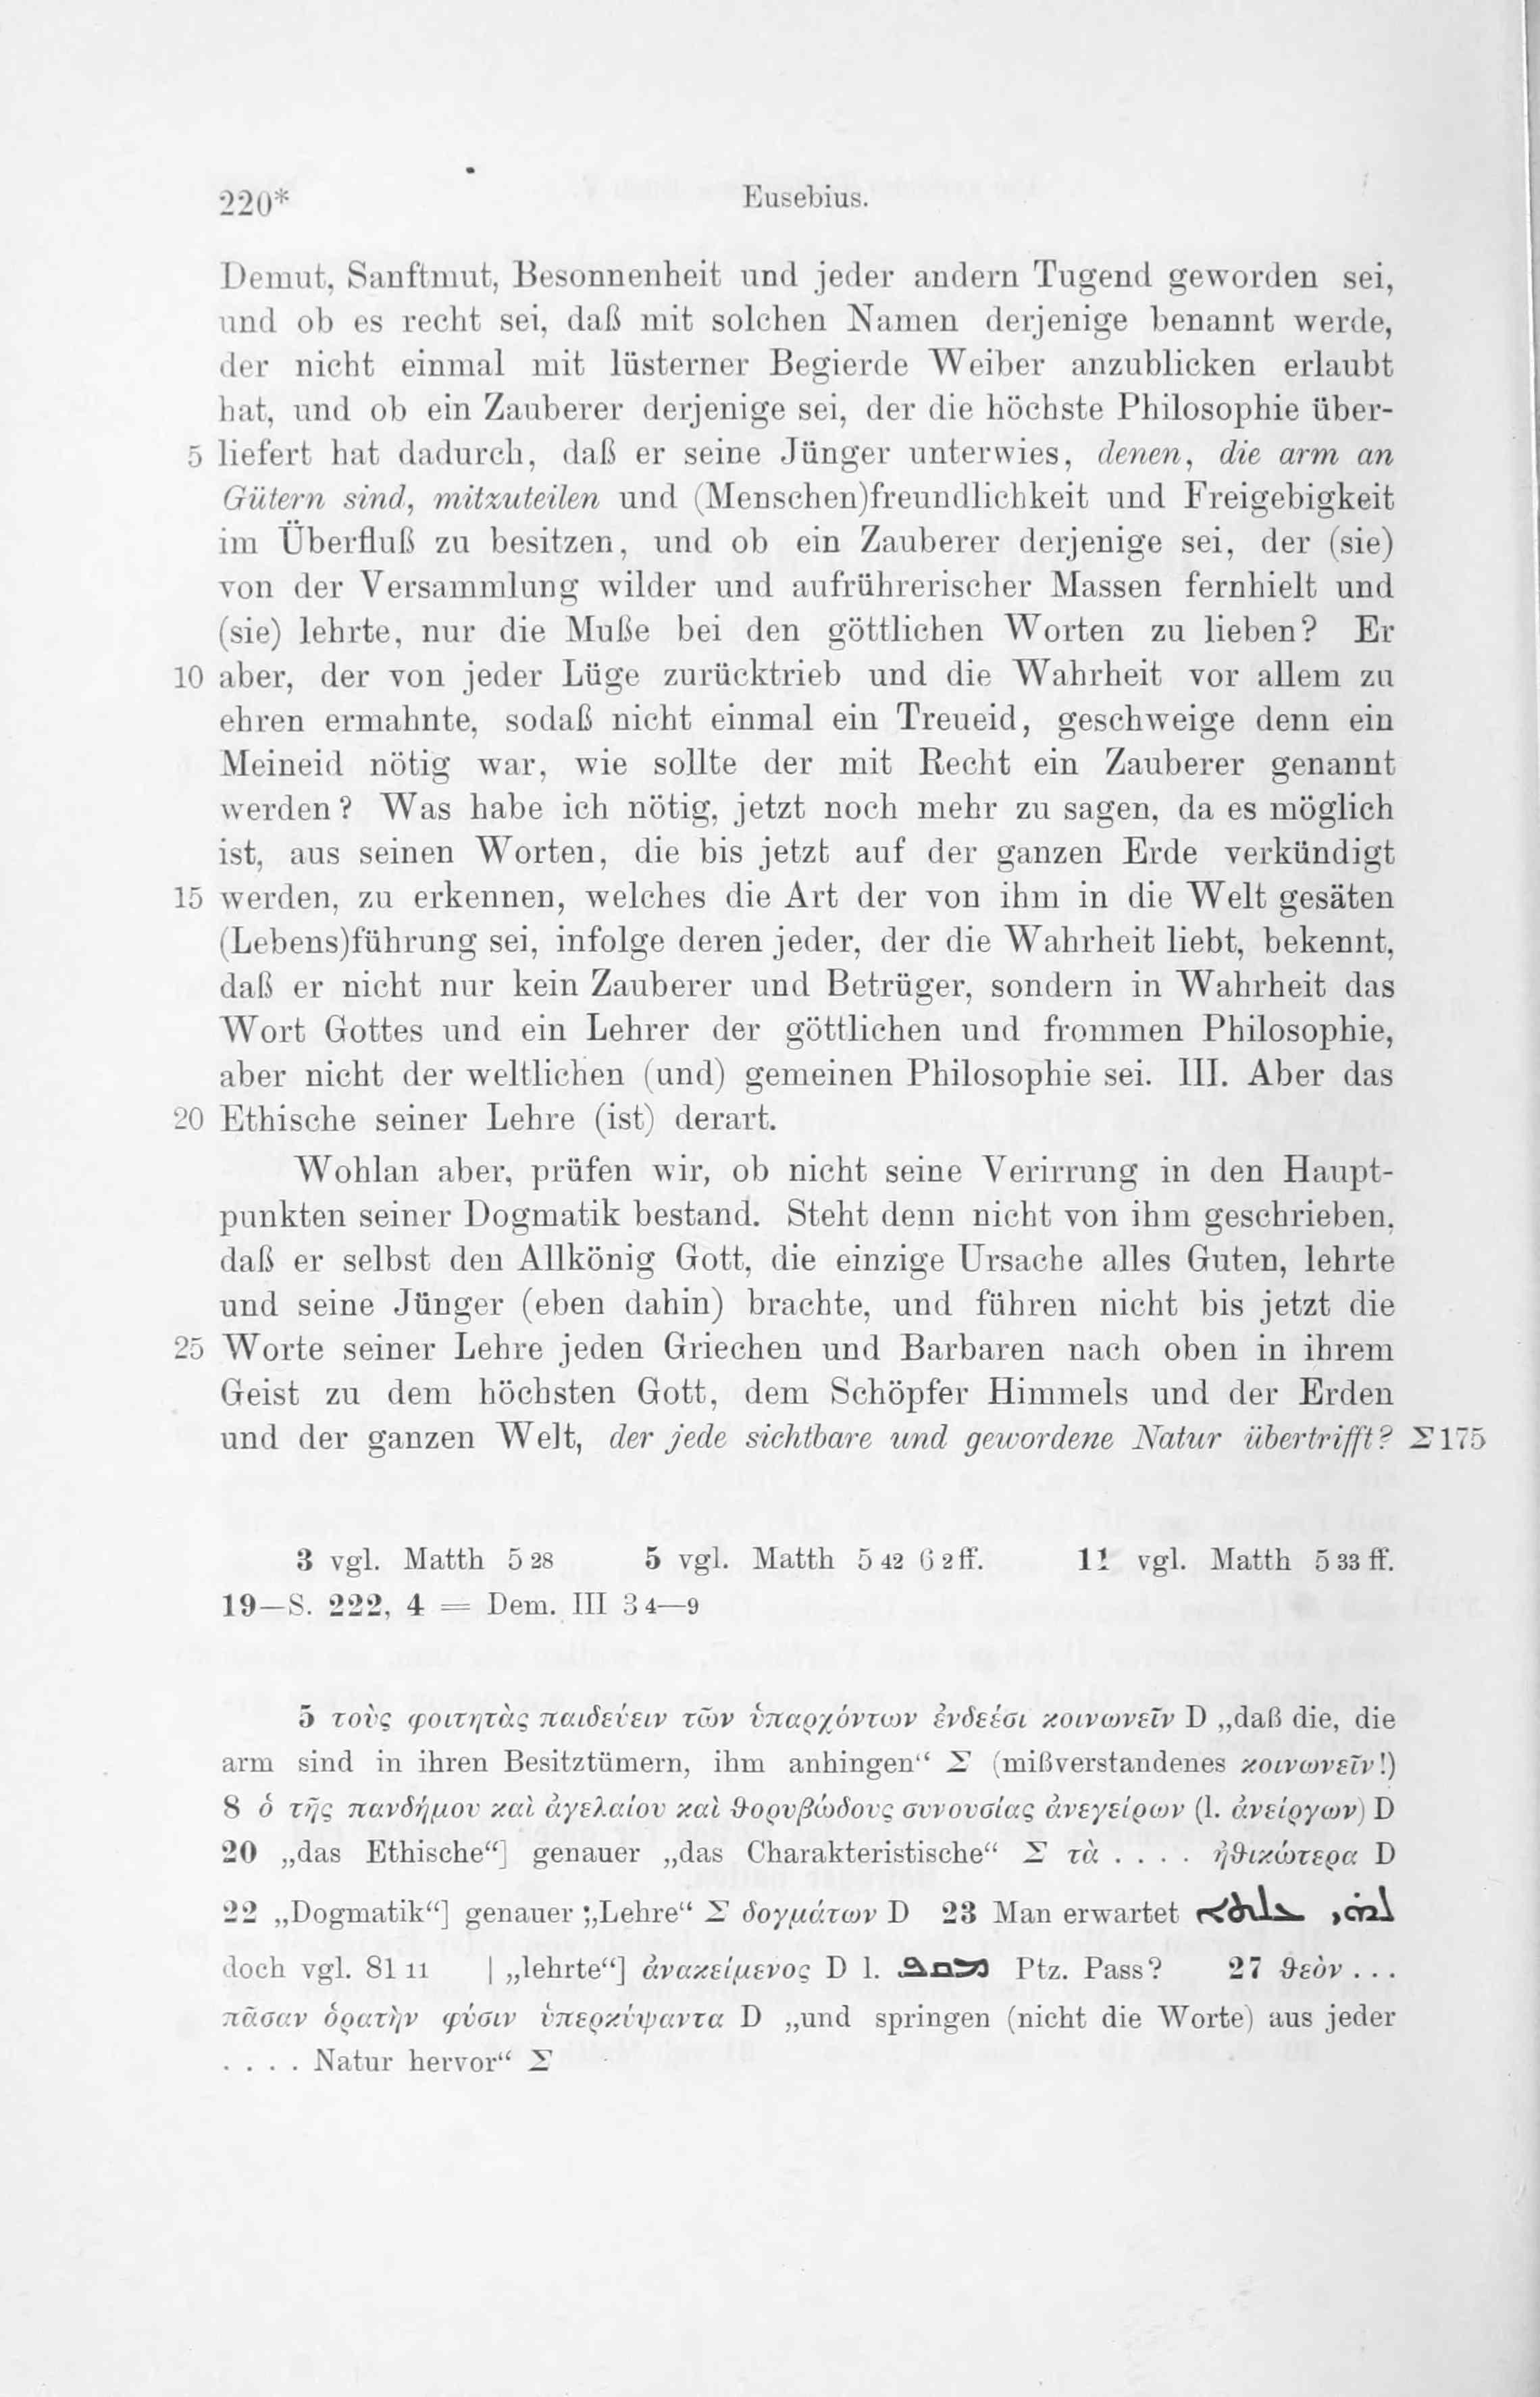 220* Eusebius.
Demut, Sanftmut, Besonnenheit und jeder andern Tugend geworden sei,
und ob es recht sei, daß mit solchen Namen derjenige benannt werde,
der nicht einmal mit lüsterner Begierde Weiber anzublicken erlaubt
hat, und ob ein Zauberer derjenige sei, der die höchste Philosophie über-
5 liefert hat dadurch, daß er seine Jünger unterwies, denen, die arm an
Gütern sind, mitzuteilen und (Menschen)freundlichkeit und Freigebigkeit
im Überfluß zu besitzen, und ob ein Zauberer derjenige sei, der (sie)
von der Versammlung wilder und aufrührerischer Massen fernhielt und
(sie) lehrte, nur die Muße bei den göttlichen Worten zu lieben? Er
10 aber, der von jeder Lüge zurücktrieb und die Wahrheit vor allem zu
ehren ermahnte, sodaß nicht einmal ein Treueid, geschweige denn ein
Meineid nötig war, wie sollte der mit Recht ein Zauberer genannt
werden? Was habe ich nötig, jetzt noch mehr zu sagen, da es möglich
ist, aus seinen Worten, die bis jetzt auf der ganzen Erde verkündigt
15 werden, zu erkennen, welches die Art der von ihm in die Welt gesäten
(Lebens)führung sei, infolge deren jeder, der die Wahrheit liebt, bekennt,
daß er nicht nur kein Zauberer und Betrüger, sondern in Wahrheit das
Wort Gottes und ein Lehrer der göttlichen und frommen Philosophie,
aber nicht der weltlichen (und) gemeinen Philosophie sei. III. Aber das
20 Ethische seiner Lehre (ist) derart.
Wohlan aber, prüfen wir, ob nicht seine Verirrung in den Haupt-
punkten seiner Dogmatik bestand. Steht denn nicht von ihm geschrieben,
daß er selbst den Allkönig Gott, die einzige Ursache alles Guten, lehrte
und seine Jünger (eben dahin) brachte, und führen nicht bis jetzt die
25 Worte seiner Lehre jeden Griechen und Barbaren nach oben in ihrem
Geist zu dem höchsten Gott, dem Schöpfer Himmels und der Erden
und der ganzen Welt, der jede sichtbare und gewordene Natur übertrifft? Σ 175
3 vgl. Matth 5 28 5 vgl. Matth 5 42 6 2 ff. 11 vgl. Matth 5 33 ff.
19—S. 222, 4 = Dem. III 3 4—9
5 τοὺς φοιτητὰς παιδεύειν τῶν ὑπαρχόντων ἐνδεέσι κοινωνεῖν D „daß die, die
arm sind in ihren Besitztümern, ihm anhingen“ Σ (mißverstandenes κοινωνεῖν!)
8 ὁ τῆς πανδήμου καὶ ἀγελαίου καὶ θορυβώδους συνουσίας ἀνεγείρων (l. ἀνείργων) D
20 „das Ethische“] genauer „das Charakteristische“ Σ τὰ . . . . ἠθικώτερα D
22 „Dogmatik“] genauer „Lehre“ Σ δογμάτων D 23 Man erwartet
doch vgl. 81 11 | „lehrte“] ἀνακείμενος D l. ܡܣܩ Ptz. Pass? 27 θεὸν . . .
πᾶσαν ὁρατὴν φύσιν ὑπερκύψαντα D „und springen (nicht die Worte) aus jeder
. . . . Natur hervor“ Σ